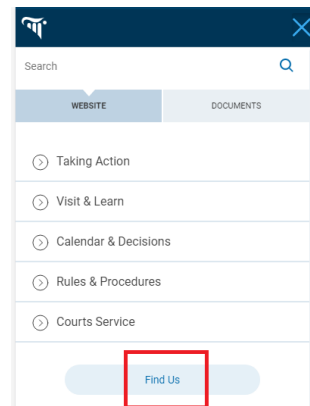 Search
WEBSITE DOCUMENTS
Taking Action
Visit & Learn
Calendar & Decisions
Rules & Procedures
Courts Service
Find Us